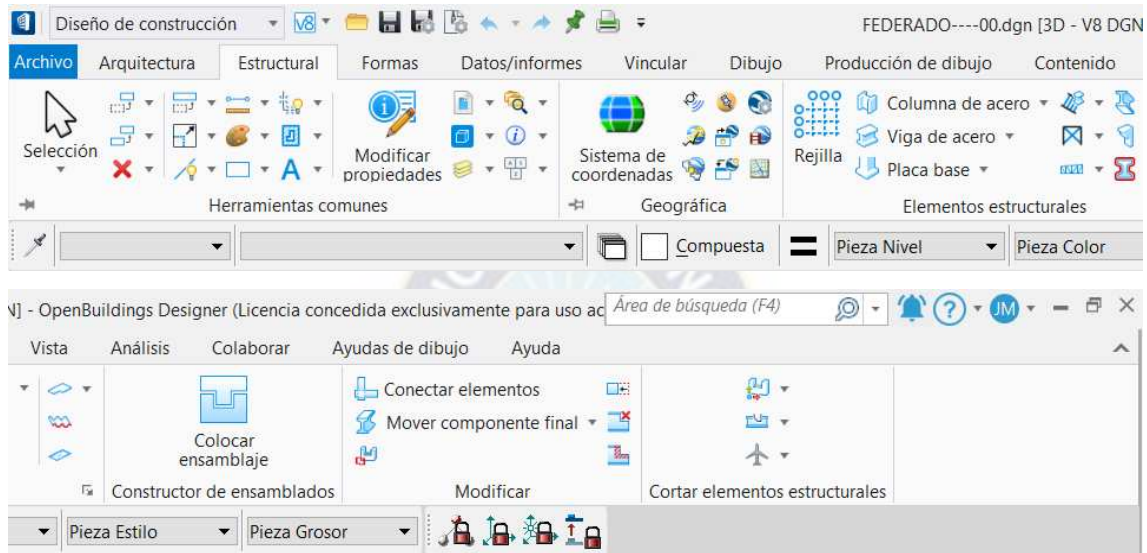 Diseño de construcción V8 FEDERADO----00.dgn [3D - V8 DGN
Archivo Arquitectura Estructural Formas Datos/informes Vincular Dibujo Producción de dibujo Contenido
Columna de acero
Selección Modificar propiedades Sistema de coordenadas Rejilla Viga de acero
Placa base
Herramientas comunes Geográfica Elementos estructurales
Compuesta Pieza Nivel Pieza Color
N] - OpenBuildings Designer (Licencia concedida exclusivamente para uso ac Área de búsqueda (F4) JM
Vista Análisis Colaborar Ayudas de dibujo Ayuda
Conectar elementos
Colocar ensamblaje Mover componente final
Constructor de ensamblados Modificar Cortar elementos estructurales
Pieza Estilo Pieza Grosor